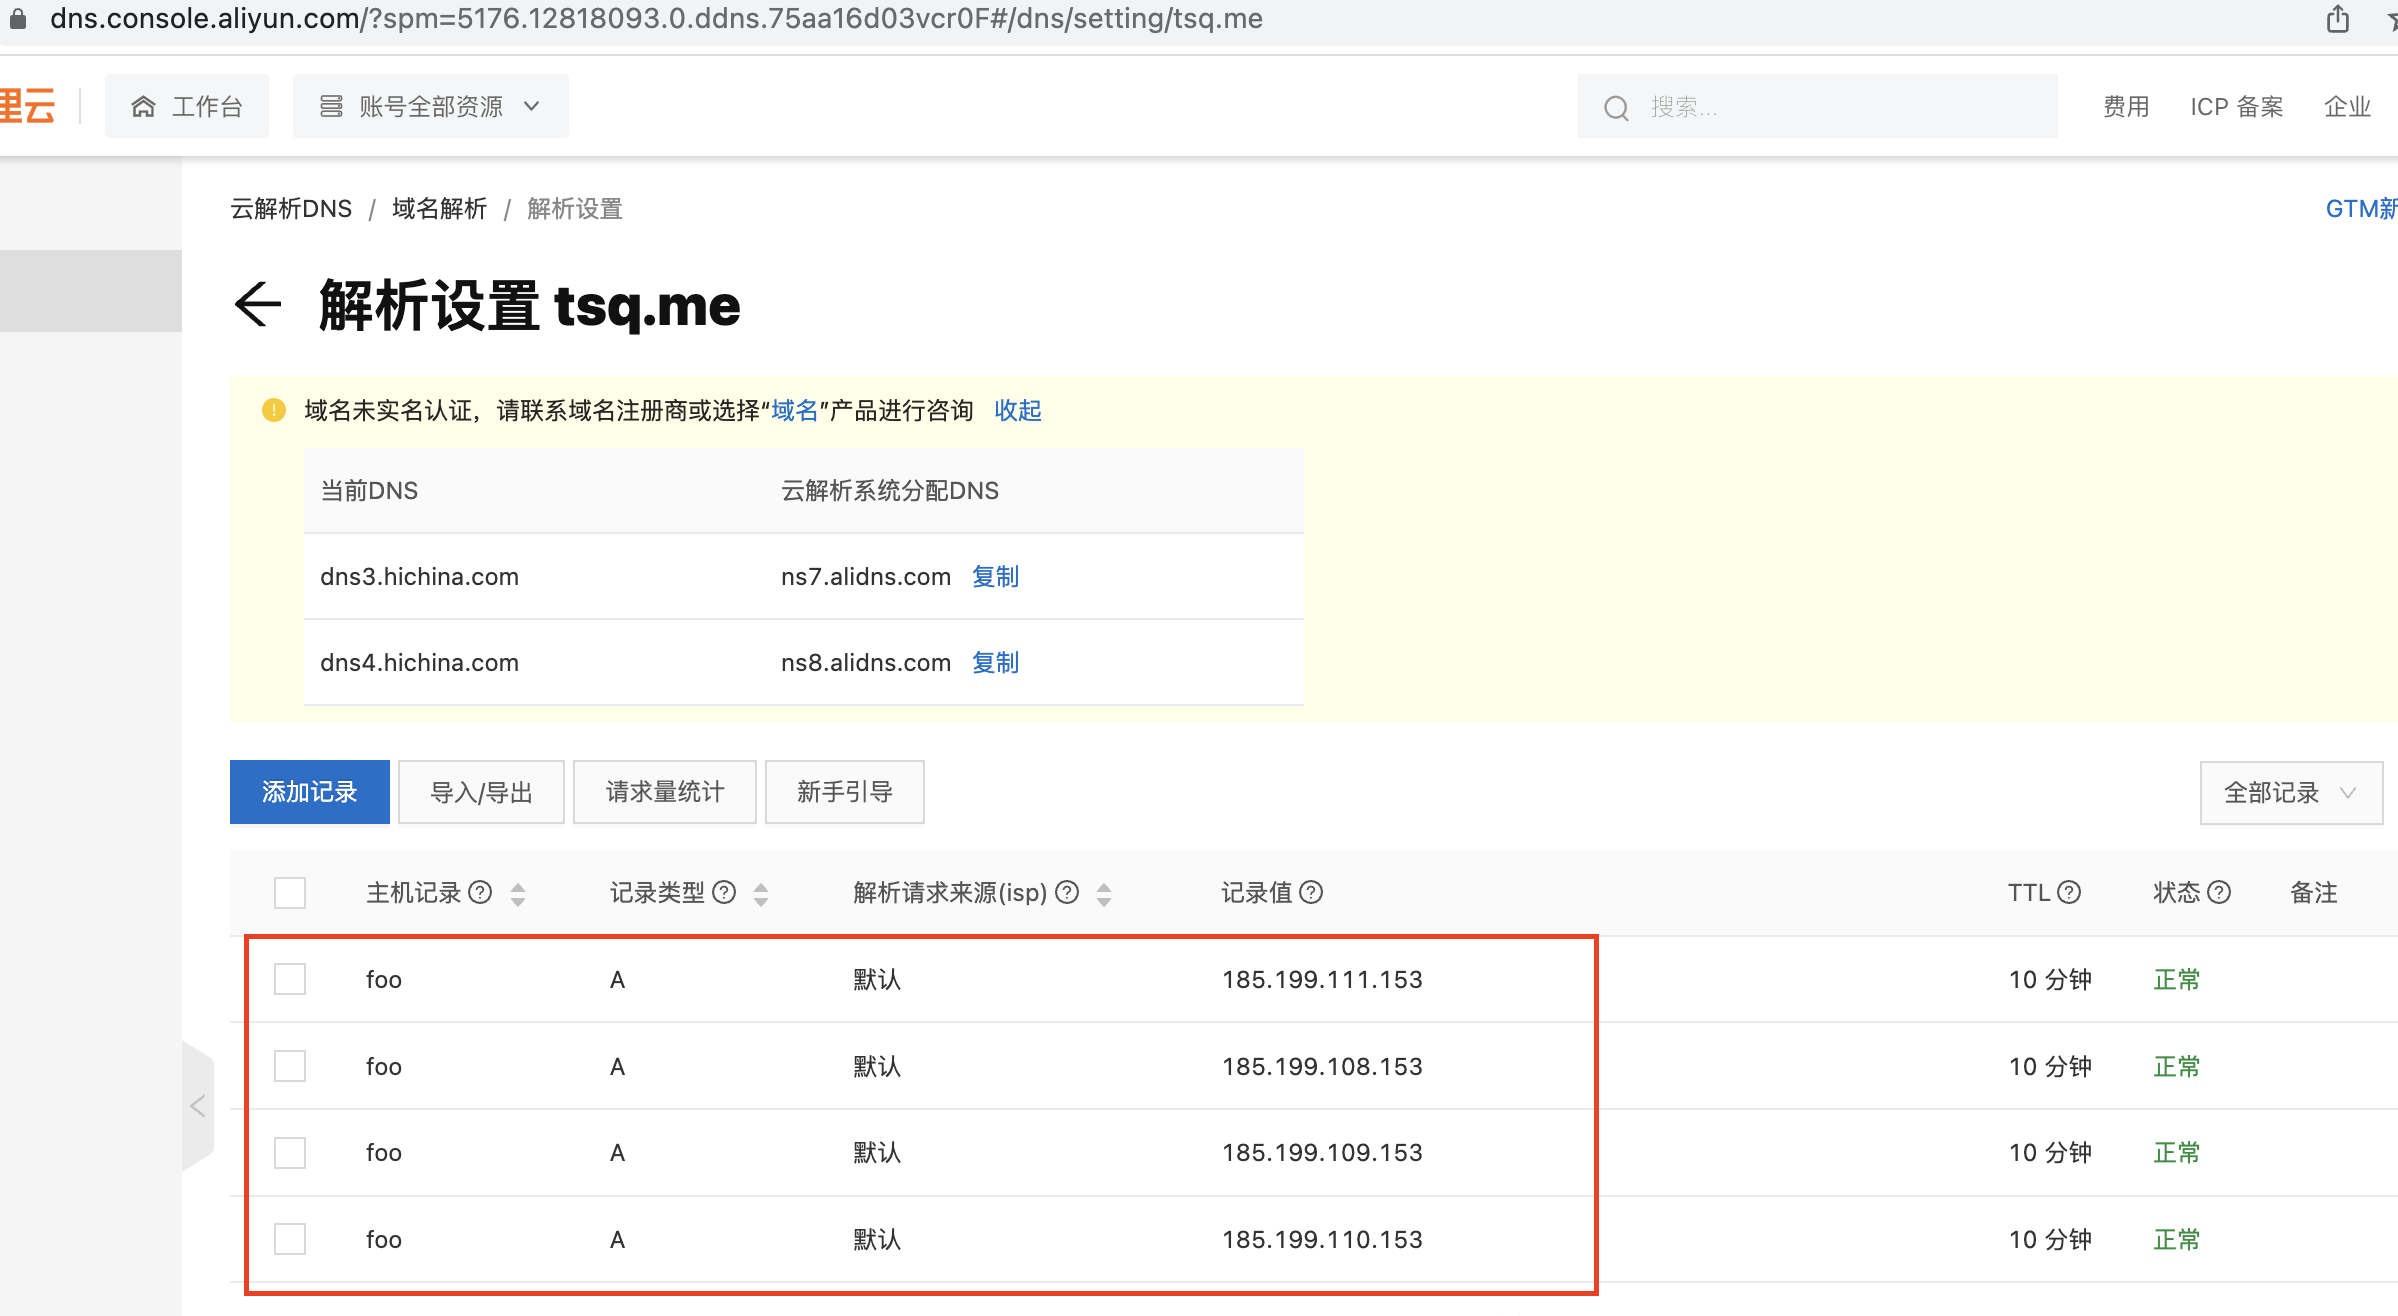 dns.console.aliyun.com/?spm=5176.12818093.0.ddns.75aa16d03vcr0F#/dns/setting/tsq.me
里云 工作台 账号全部资源 搜索... 费用 ICP 备案 企业
云解析DNS / 域名解析 / 解析设置 GTM新
解析设置 tsq.me
域名未实名认证，请联系域名注册商或选择“域名”产品进行咨询 收起
当前DNS 云解析系统分配DNS
dns3.hichina.com ns7.alidns.com 复制
dns4.hichina.com ns8.alidns.com 复制
添加记录 导入/导出 请求量统计 新手引导 全部记录
主机记录 记录类型 解析请求来源(isp) 记录值 TTL 状态 备注
foo A 默认 185.199.111.153 10 分钟 正常
foo A 默认 185.199.108.153 10 分钟 正常
foo A 默认 185.199.109.153 10 分钟 正常
foo A 默认 185.199.110.153 10 分钟 正常